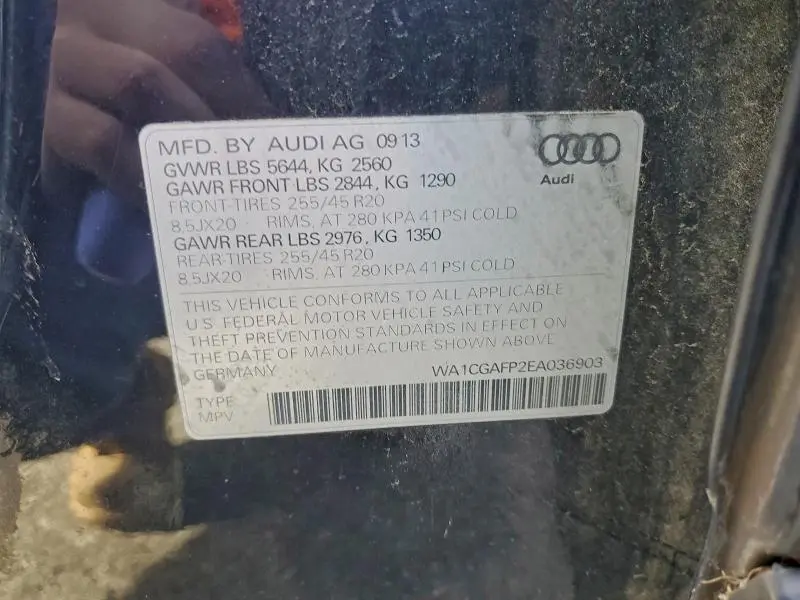 MFD. BY AUDI AG 09 13
GVWR LBS 5644, KG 2560
GAWR FRONT LBS 2844, KG 1290
FRONT-TIRES 255/45 R20
8,5JX20 RIMS, AT 280 KPA 41 PSI COLD
GAWR REAR LBS 2976, KG 1350
REAR-TIRES 255/45 R20
8,5JX20 RIMS, AT 280 KPA 41 PSI COLD
Audi
THIS VEHICLE CONFORMS TO ALL APPLICABLE
U.S. FEDERAL MOTOR VEHICLE SAFETY AND
THEFT PREVENTION STANDARDS IN EFFECT ON
THE DATE OF MANUFACTURE SHOWN ABOVE
GERMANY WA1CGAFP2EA036903
TYPE
MPV